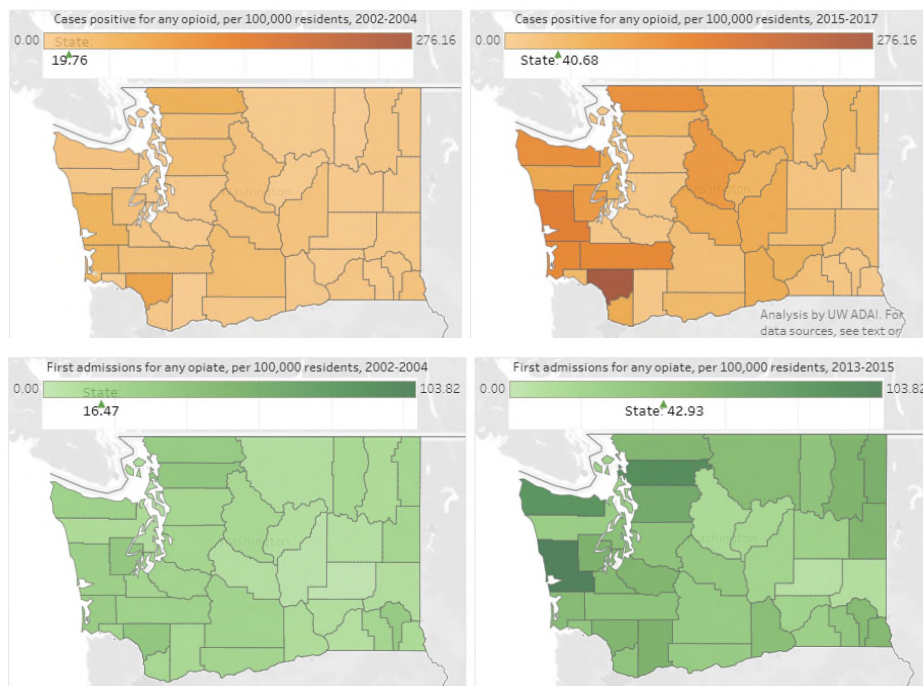 Cases positive for any opioid, per 100,000 residents, 2002-2004
0.00 State: 276.16
19.76
Washington
Cases positive for any opioid, per 100,000 residents, 2015-2017
0.00 276.16
State: 40.68
Washington
Analysis by UW ADAI. For
data sources, see text or
First admissions for any opiate, per 100,000 residents, 2002-2004
0.00 State: 103.82
16.47
Washington
First admissions for any opiate, per 100,000 residents, 2013-2015
0.00 103.82
State: 42.93
Washington